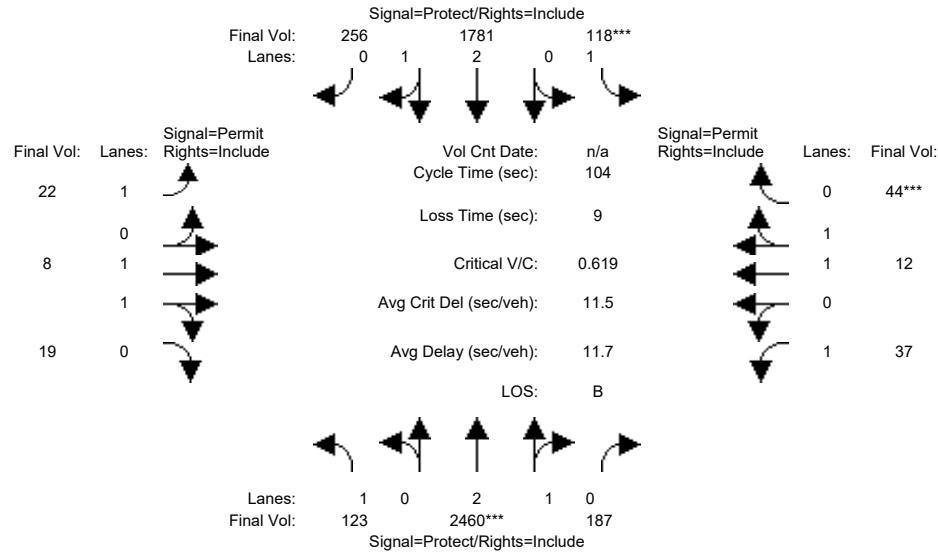 Signal=Protect/Rights=Include
Final Vol: 256 1781 118***
Lanes: 0 1 2 0 1
Signal=Permit
Final Vol: Lanes: Rights=Include
Vol Cnt Date: n/a
Signal=Permit
Rights=Include Lanes: Final Vol:
Cycle Time (sec): 104
22 1
0 44***
Loss Time (sec): 9
0
1
8 1
Critical V/C: 0.619
1 12
1
Avg Crit Del (sec/veh): 11.5
0
19 0
Avg Delay (sec/veh): 11.7
1 37
LOS: B
Lanes: 1 0 2 1 0
Final Vol: 123 2460*** 187
Signal=Protect/Rights=Include